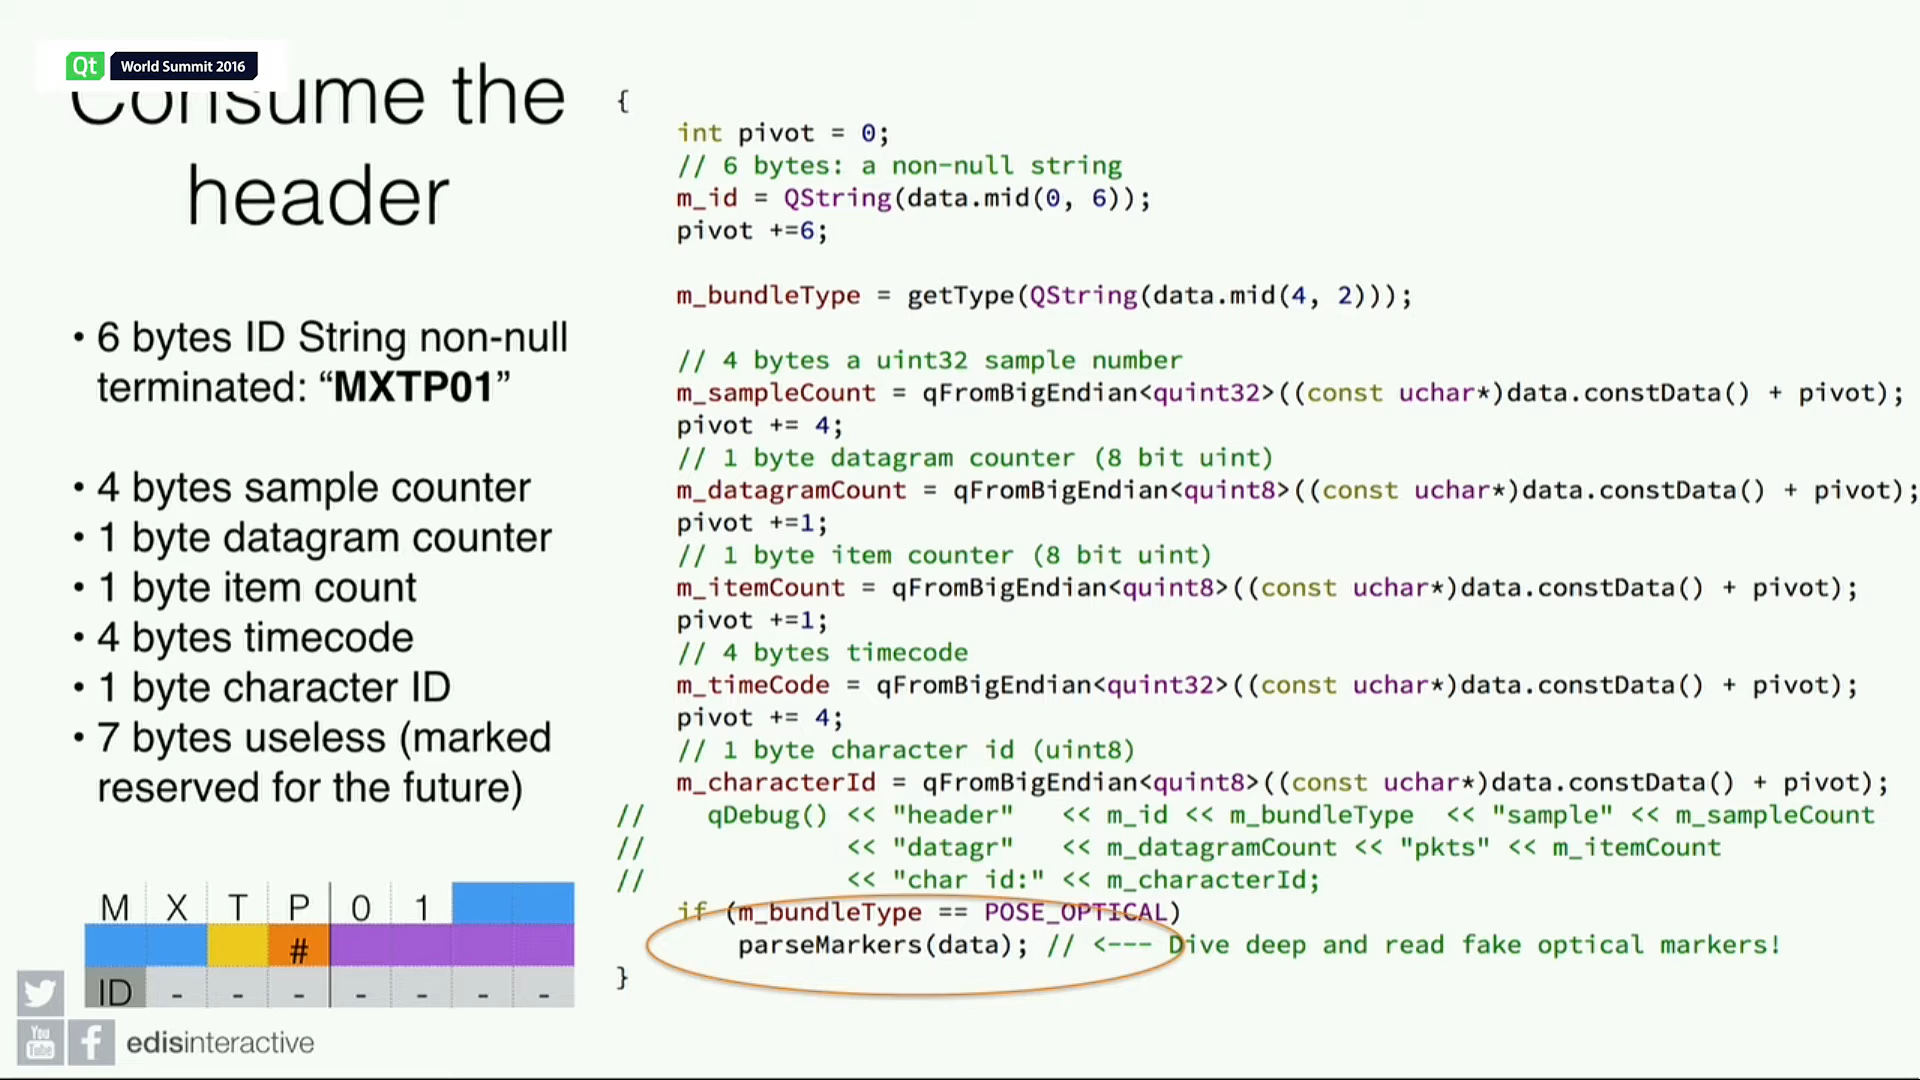 Qt World Summit 2016
Consume the
header
• 6 bytes ID String non-null
terminated: “MXTP01”
• 4 bytes sample counter
• 1 byte datagram counter
• 1 byte item count
• 4 bytes timecode
• 1 byte character ID
• 7 bytes useless (marked
reserved for the future)
M X T P 0 1
#
ID - - - - - - -
You Tube f edisinteractive
{
int pivot = 0;
// 6 bytes: a non-null string
m_id = QString(data.mid(0, 6));
pivot +=6;
m_bundleType = getType(QString(data.mid(4, 2)));
// 4 bytes a uint32 sample number
m_sampleCount = qFromBigEndian<quint32>((const uchar*)data.constData() + pivot);
pivot += 4;
// 1 byte datagram counter (8 bit uint)
m_datagramCount = qFromBigEndian<quint8>((const uchar*)data.constData() + pivot);
pivot +=1;
// 1 byte item counter (8 bit uint)
m_itemCount = qFromBigEndian<quint8>((const uchar*)data.constData() + pivot);
pivot +=1;
// 4 bytes timecode
m_timeCode = qFromBigEndian<quint32>((const uchar*)data.constData() + pivot);
pivot += 4;
// 1 byte character id (uint8)
m_characterId = qFromBigEndian<quint8>((const uchar*)data.constData() + pivot);
// qDebug() << "header" << m_id << m_bundleType << "sample" << m_sampleCount
// << "datagr" << m_datagramCount << "pkts" << m_itemCount
// << "char id:" << m_characterId;
if (m_bundleType == POSE_OPTICAL)
parseMarkers(data); // <--- Dive deep and read fake optical markers!
}